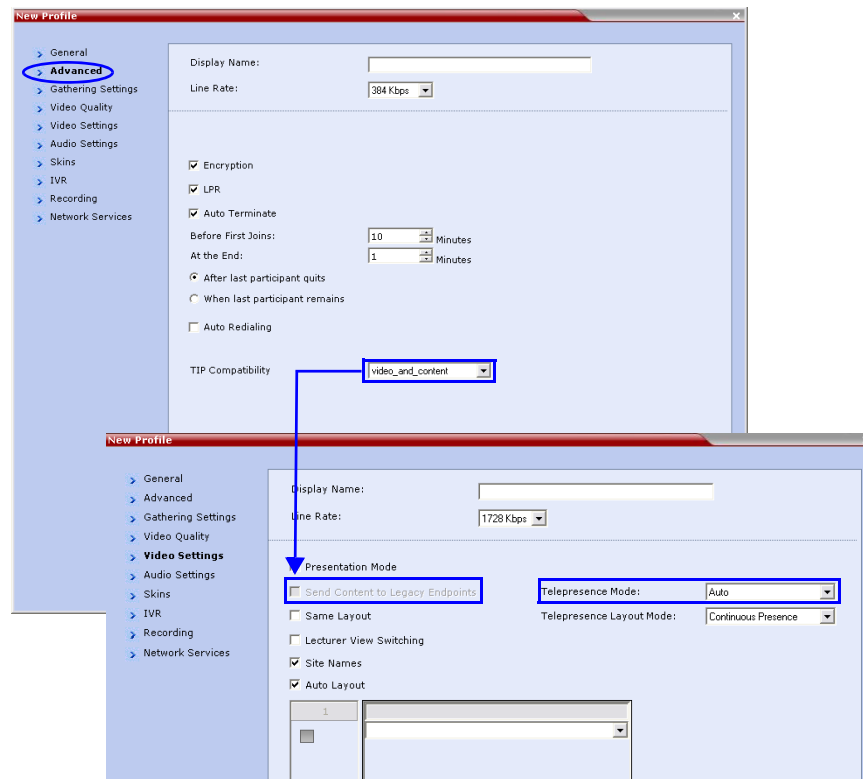 New Profile
General
Advanced
Gathering Settings
Video Quality
Video Settings
Audio Settings
Skins
IVR
Recording
Network Services
Display Name:
Line Rate: 384 Kbps
Encryption
LPR
Auto Terminate
Before First Joins: 10 Minutes
At the End: 1 Minutes
After last participant quits
When last participant remains
Auto Redialing
TIP Compatibility video_and_content
New Profile
General
Advanced
Gathering Settings
Video Quality
Video Settings
Audio Settings
Skins
IVR
Recording
Network Services
Display Name:
Line Rate: 1728 Kbps
Presentation Mode
Send Content to Legacy Endpoints Telepresence Mode: Auto
Same Layout Telepresence Layout Mode: Continuous Presence
Lecturer View Switching
Site Names
Auto Layout
1